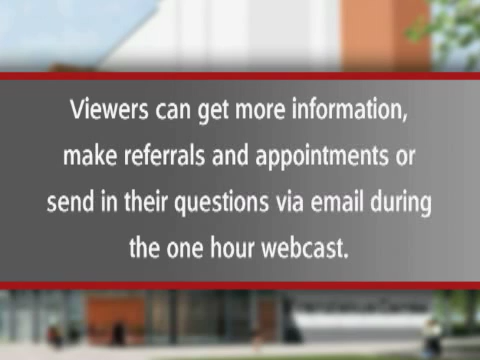 Viewers can get more information,
make referrals and appointments or
send in their questions via email during
the one hour webcast.